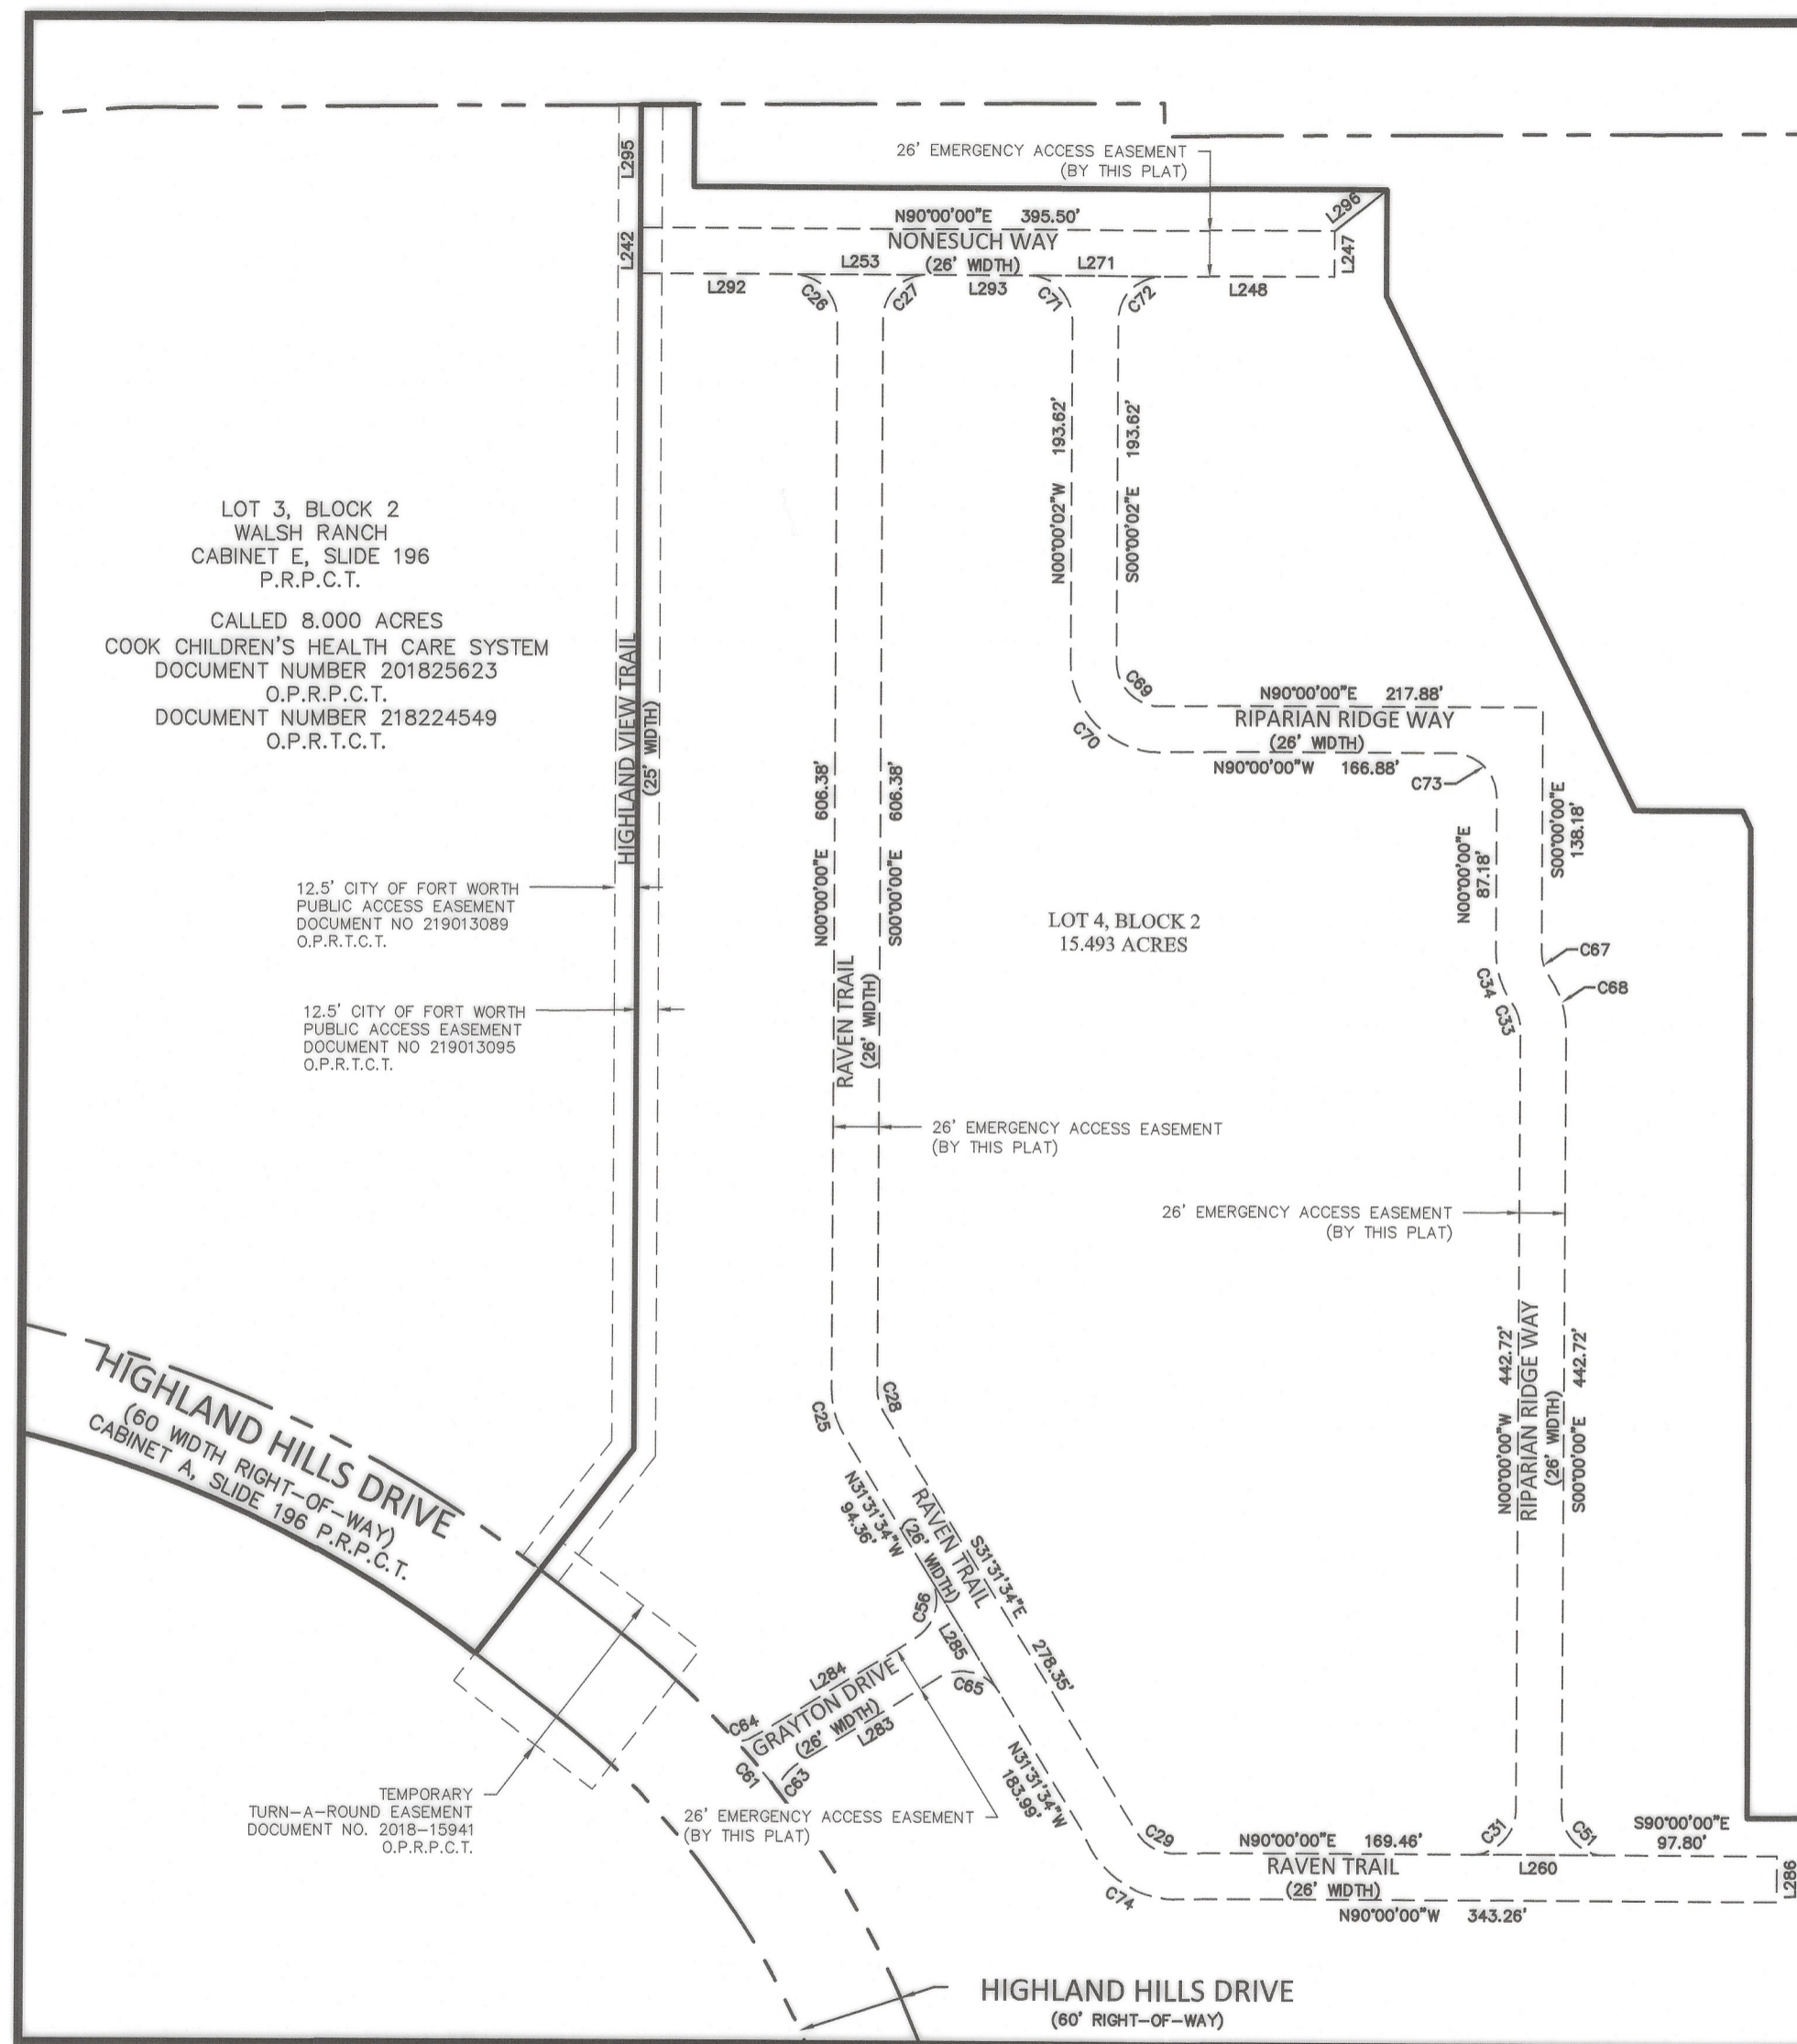 L295
26' EMERGENCY ACCESS EASEMENT
(BY THIS PLAT)
L296
N90°00'00"E 395.50'
NONESUCH WAY
(26' WIDTH)
L242
L247
L253
L271
L292
C26
C27
L293
C71
C72
L248
N00°00'02"W 193.62'
S00°00'02"E 193.62'
LOT 3, BLOCK 2
WALSH RANCH
CABINET E, SLIDE 196
P.R.P.C.T.
CALLED 8.000 ACRES
COOK CHILDREN'S HEALTH CARE SYSTEM
DOCUMENT NUMBER 201825623
O.P.R.P.C.T.
DOCUMENT NUMBER 218224549
O.P.R.T.C.T.
HIGHLAND VIEW TRAIL
(25' WIDTH)
C69
C70
N90°00'00"E 217.88'
RIPARIAN RIDGE WAY
(26' WIDTH)
N90°00'00"W 166.88'
C73
N00°00'00"E 606.38'
S00°00'00"E 606.38'
N00°00'00"E
87.18'
S00°00'00"E
138.18'
12.5' CITY OF FORT WORTH
PUBLIC ACCESS EASEMENT
DOCUMENT NO 219013089
O.P.R.T.C.T.
LOT 4, BLOCK 2
15.493 ACRES
C67
C34
C68
C33
12.5' CITY OF FORT WORTH
PUBLIC ACCESS EASEMENT
DOCUMENT NO 219013095
O.P.R.T.C.T.
RAVEN TRAIL
(26' WIDTH)
26' EMERGENCY ACCESS EASEMENT
(BY THIS PLAT)
26' EMERGENCY ACCESS EASEMENT
(BY THIS PLAT)
N00°00'00"W 442.72'
RIPARIAN RIDGE WAY
(26' WIDTH)
S00°00'00"E 442.72'
HIGHLAND HILLS DRIVE
(60 WIDTH RIGHT-OF-WAY)
CABINET A, SLIDE 196 P.R.P.C.T.
C25
C28
N31°31'34"W
94.36'
RAVEN TRAIL
(26' WIDTH)
S31°31'34"E 278.35'
C56
L285
L284
GRAYTON DRIVE
(26' WIDTH)
L283
C65
C64
C61
C63
N31°31'34"W
183.99'
TEMPORARY
TURN-A-ROUND EASEMENT
DOCUMENT NO. 2018-15941
O.P.R.P.C.T.
26' EMERGENCY ACCESS EASEMENT
(BY THIS PLAT)
C29
C74
N90°00'00"E 169.46'
RAVEN TRAIL
(26' WIDTH)
C31
C51
L260
S90°00'00"E
97.80'
L286
N90°00'00"W 343.26'
HIGHLAND HILLS DRIVE
(60' RIGHT-OF-WAY)